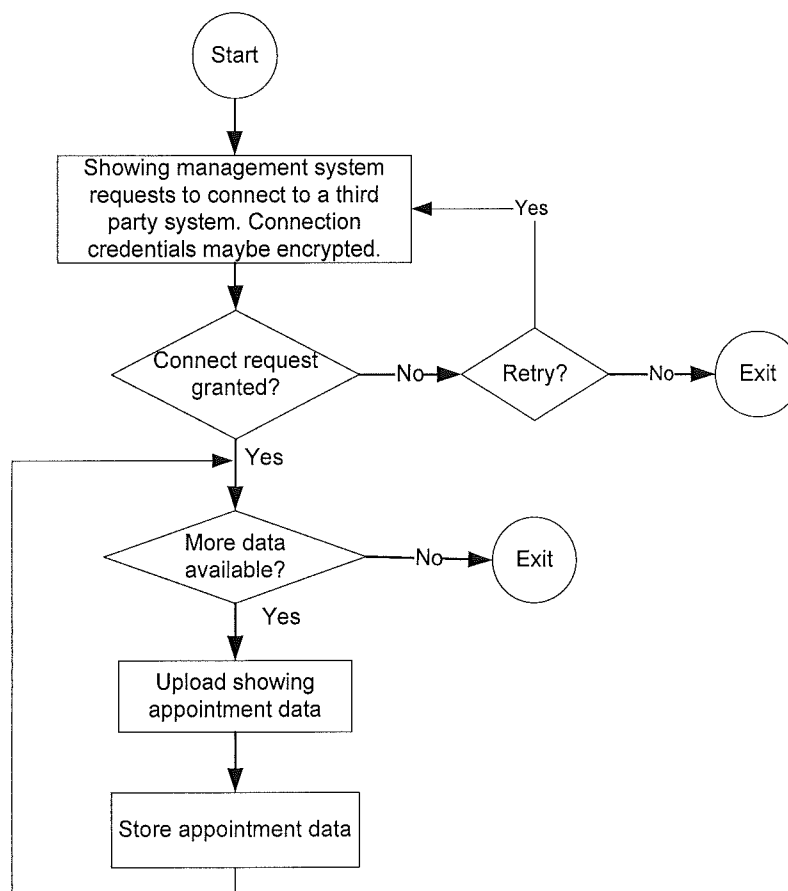 Start
Showing management system
requests to connect to a third
party system. Connection
credentials maybe encrypted.
Yes
Connect request
granted?
No
Retry?
No
Exit
Yes
More data
available?
No
Exit
Yes
Upload showing
appointment data
Store appointment data